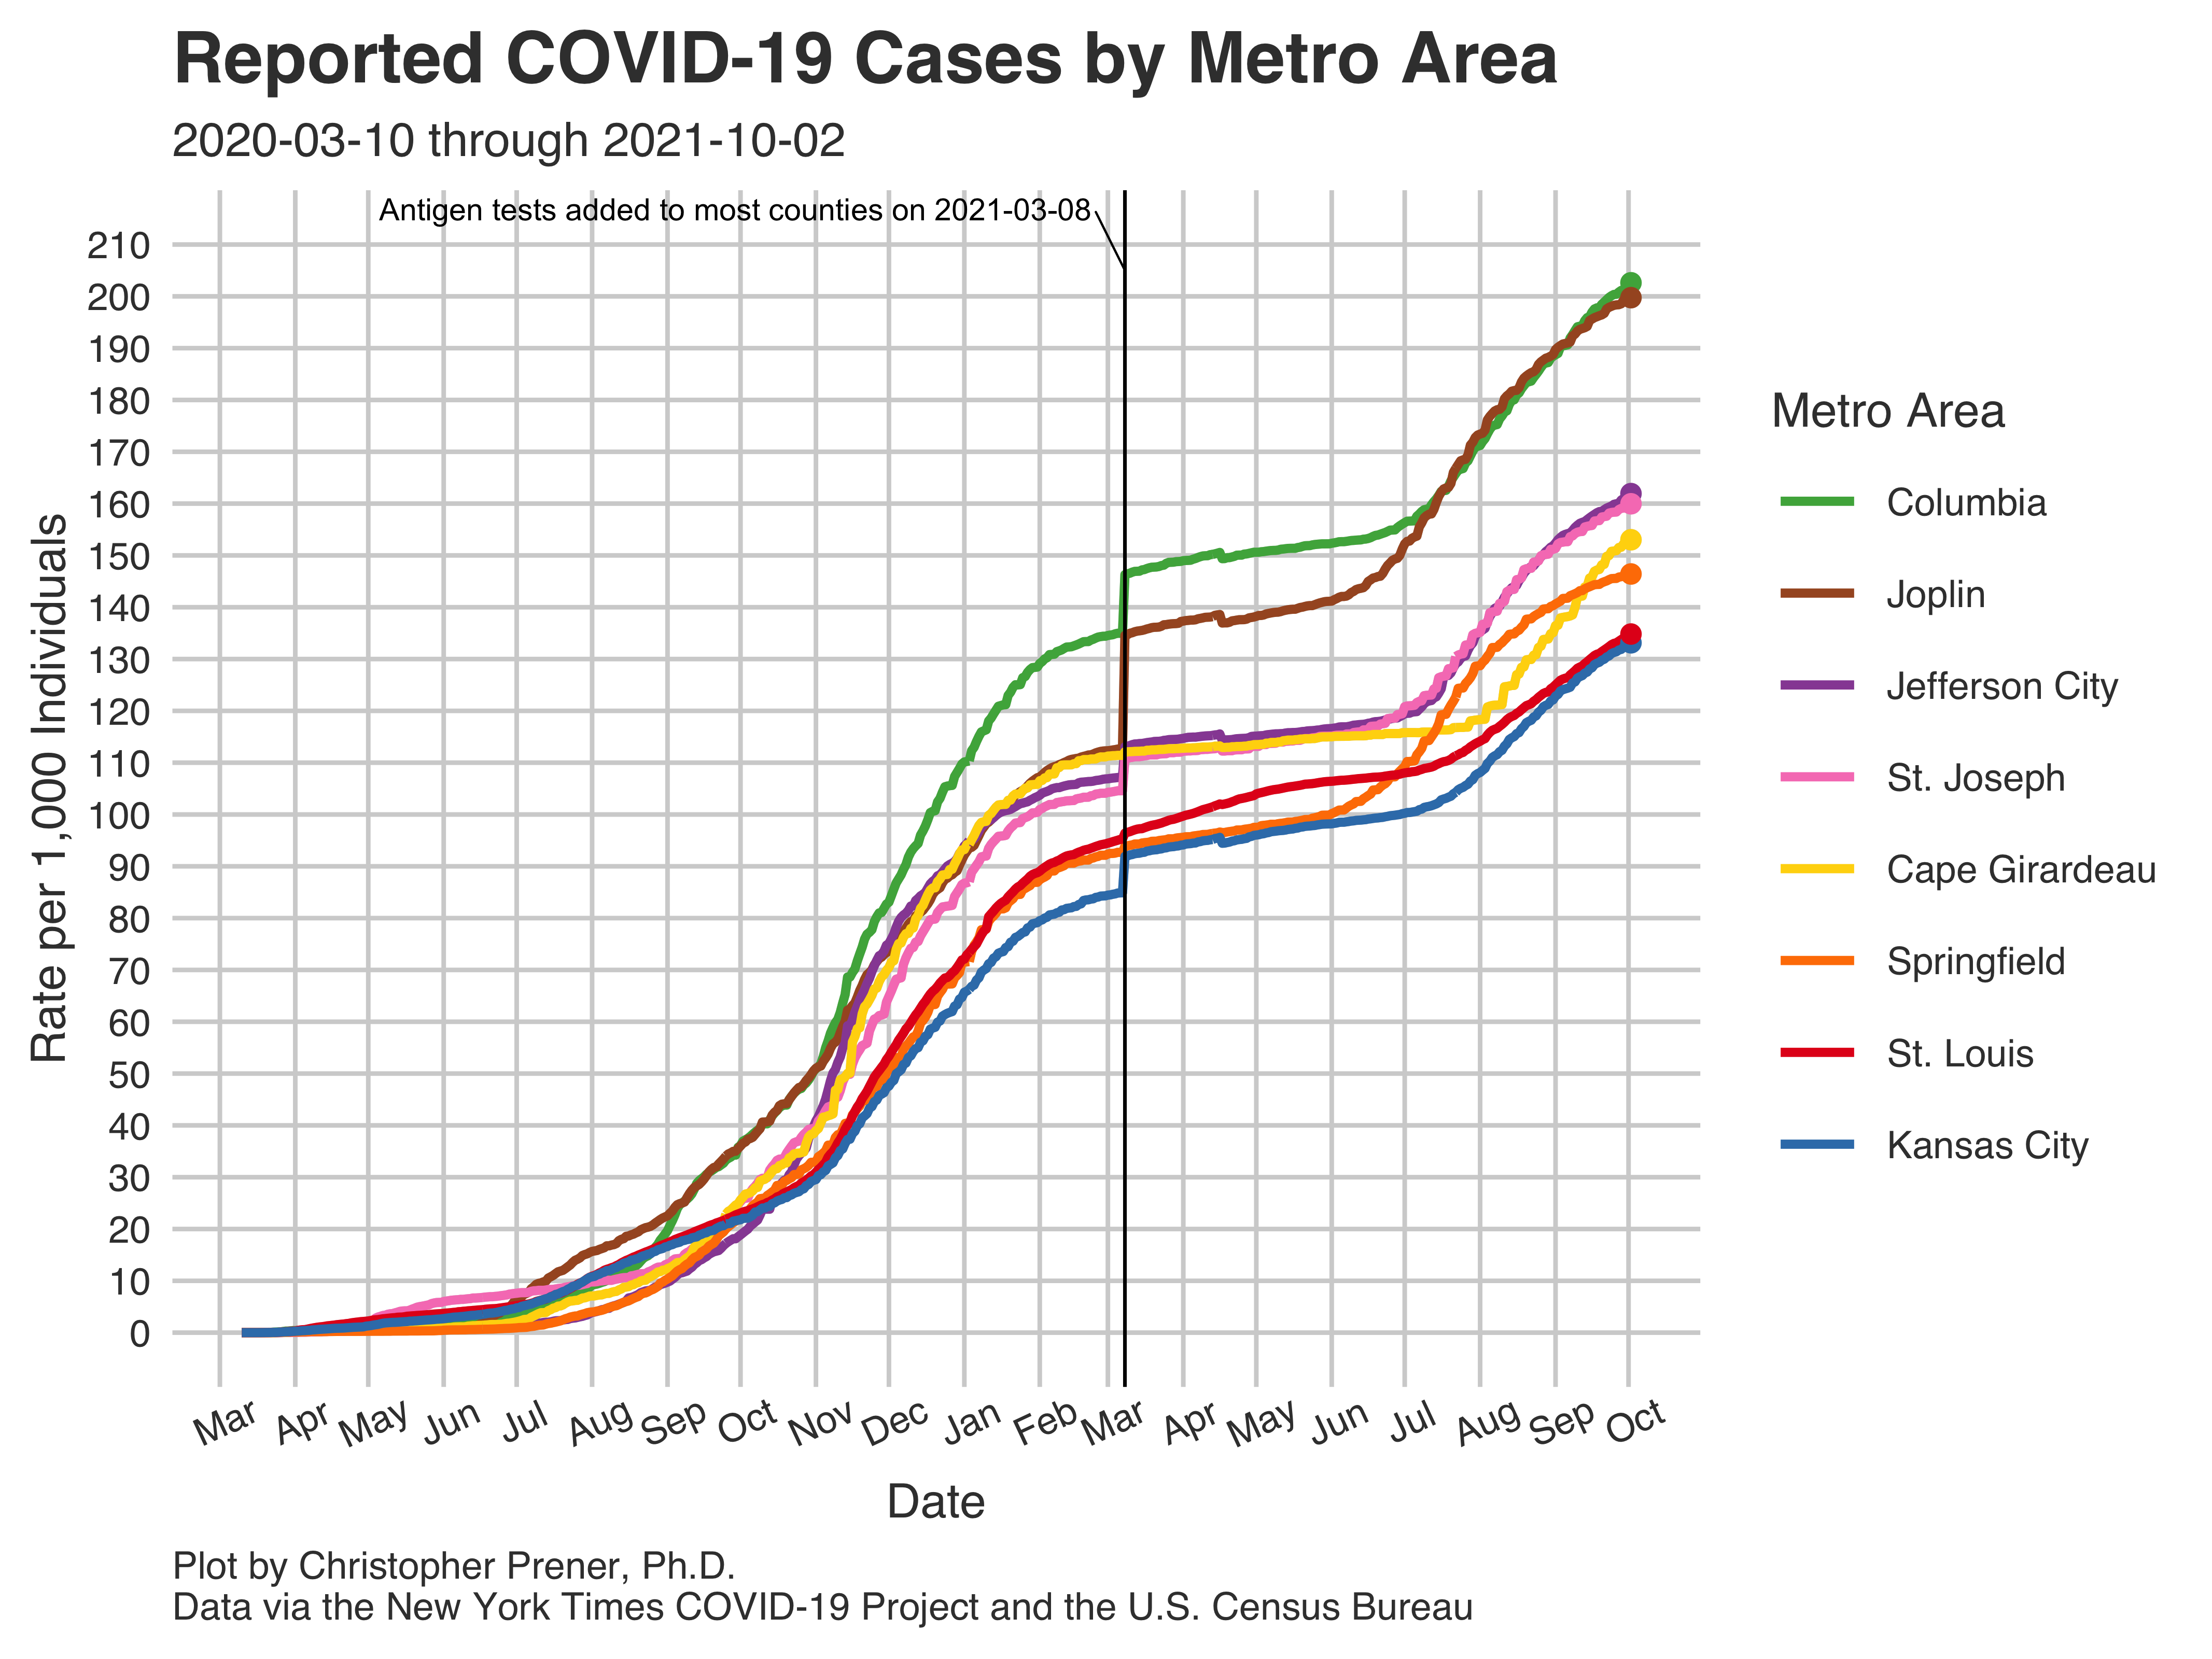 Reported COVID-19 Cases by Metro Area
2020-03-10 through 2021-10-02
Antigen tests added to most counties on 2021-03-08
Rate per 1,000 Individuals
210
200
190
180
170
160
150
140
130
120
110
100
90
80
70
60
50
40
30
20
10
0
Mar Apr May Jun Jul Aug Sep Oct Nov Dec Jan Feb Mar Apr May Jun Jul Aug Sep Oct
Date
Metro Area
Columbia
Joplin
Jefferson City
St. Joseph
Cape Girardeau
Springfield
St. Louis
Kansas City
Plot by Christopher Prener, Ph.D.
Data via the New York Times COVID-19 Project and the U.S. Census Bureau